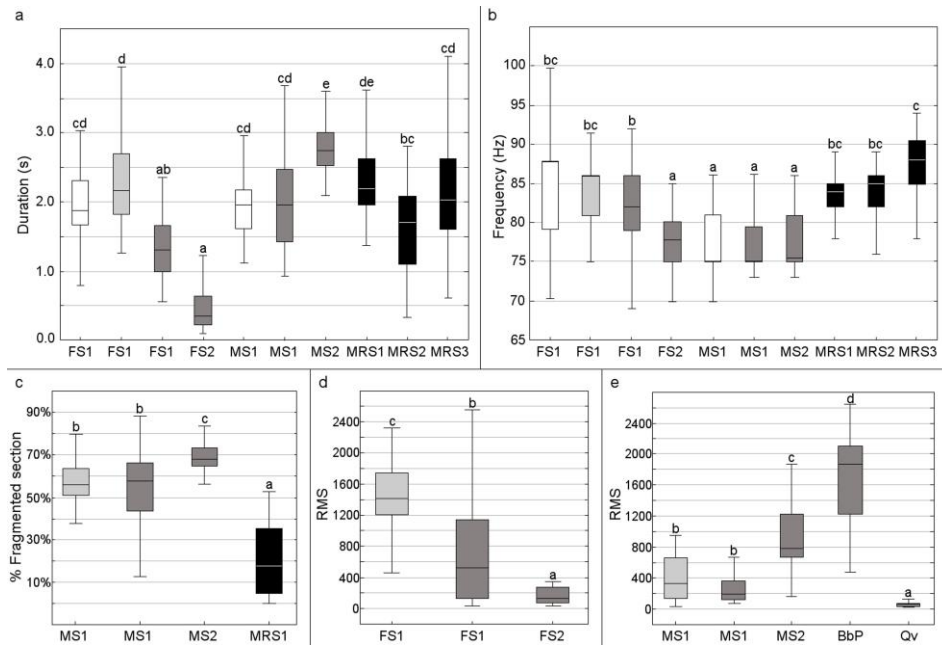 a
Duration (s)
4.0
3.0
2.0
1.0
0.0
cd
d
ab
a
cd
cd
e
de
bc
cd
FS1 FS1 FS1 FS2 MS1 MS1 MS2 MRS1 MRS2 MRS3
b
Frequency (Hz)
100
95
90
85
80
75
70
65
bc
bc
b
a
a
a
a
bc
bc
c
FS1 FS1 FS1 FS2 MS1 MS1 MS2 MRS1 MRS2 MRS3
c
% Fragmented section
90%
70%
50%
30%
10%
b
b
c
a
MS1 MS1 MS2 MRS1
d
RMS
2400
2000
1600
1200
800
400
0
c
b
a
FS1 FS1 FS2
e
RMS
2400
2000
1600
1200
800
400
0
b
b
c
d
a
MS1 MS1 MS2 BbP Qv